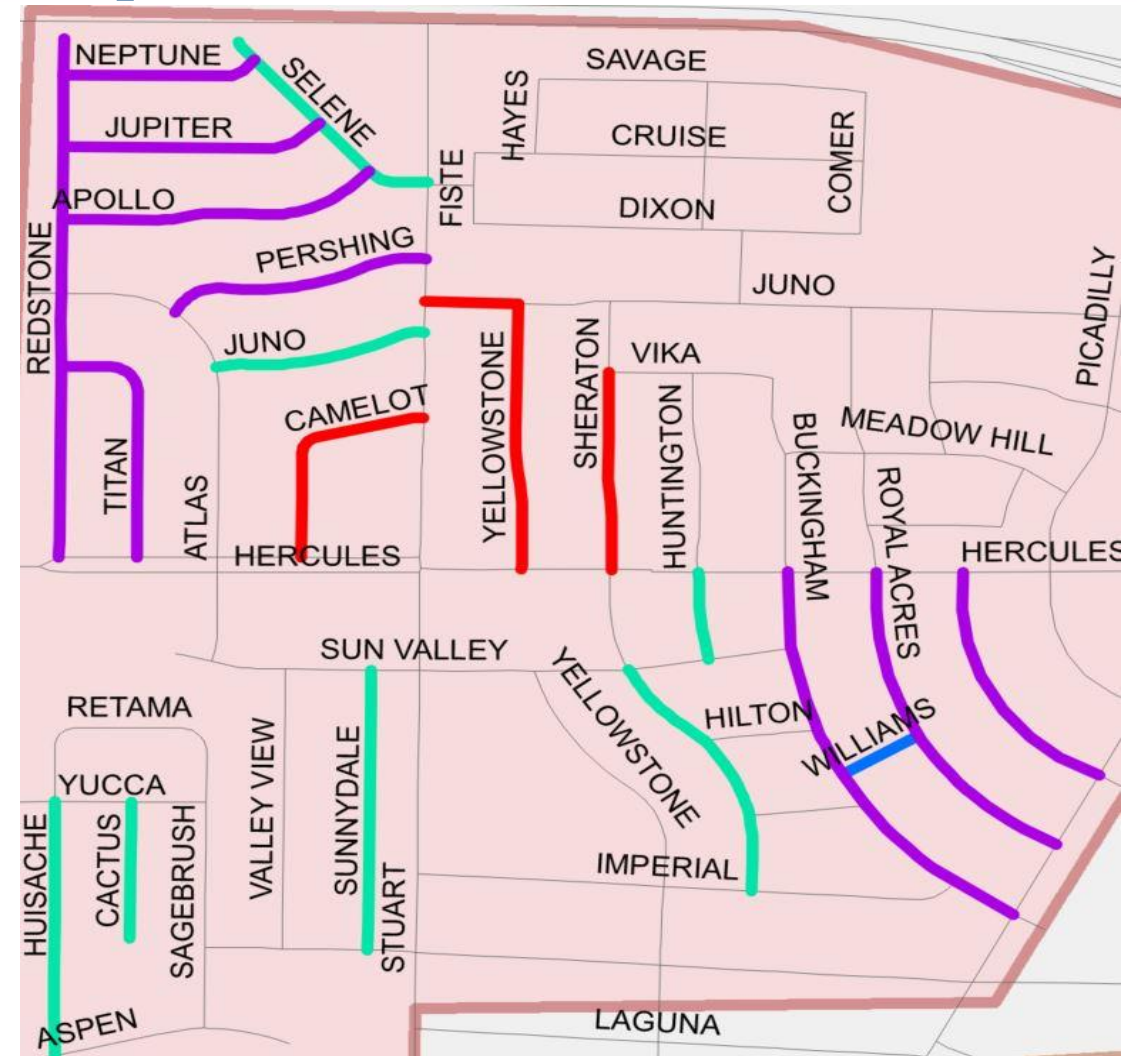 NEPTUNE
SELENE
SAVAGE
HAYES
JUPITER
CRUISE
COMER
APOLLO
FISTE
DIXON
PERSHING
REDSTONE
JUNO
PICADILLY
JUNO
VIKA
YELLOWSTONE
SHERATON
CAMELOT
HUNTINGTON
BUCKINGHAM
MEADOW HILL
TITAN
ATLAS
ROYAL ACRES
HERCULES
HERCULES
SUN VALLEY
YELLOWSTONE
RETAMA
HILTON
WILLIAMS
VALLEY VIEW
SUNNYDALE
YUCCA
HUISACHE
CACTUS
SAGEBRUSH
IMPERIAL
STUART
ASPEN
LAGUNA